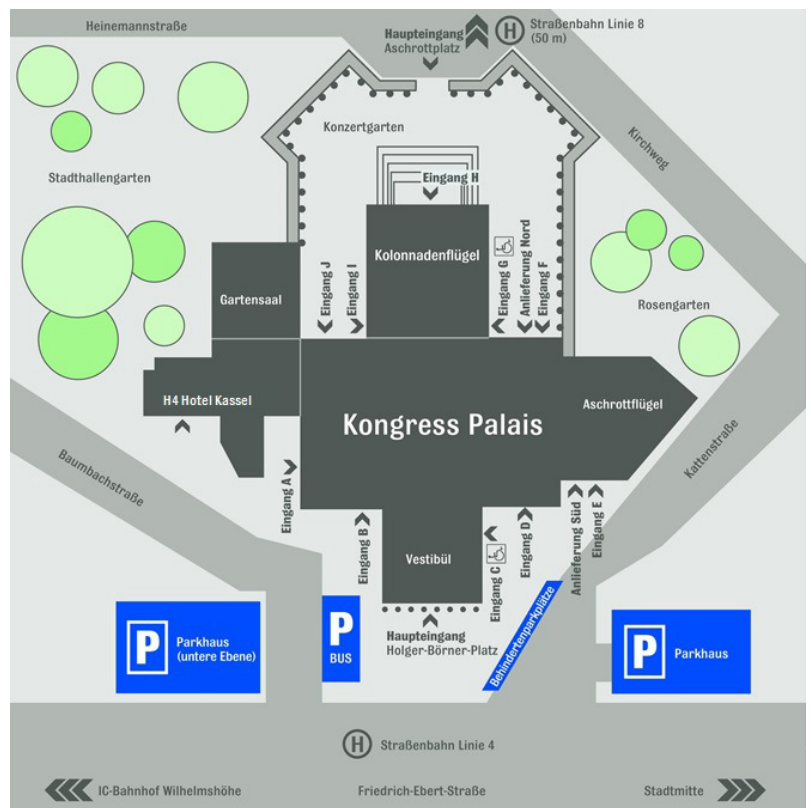 Heinemannstraße
Haupteingang
Aschrottplatz
H
Straßenbahn Linie 8
(50 m)
Konzertgarten
Kirchweg
Stadthallengarten
Eingang H
Kolonnadenflügel
Eingang J
Eingang I
Eingang G
Anlieferung Nord
Eingang F
Gartensaal
Rosengarten
H4 Hotel Kassel
Kongress Palais
Aschrottflügel
Baumbachstraße
Kattenstraße
Eingang A
Eingang B
Vestibül
Eingang C
Eingang D
Anlieferung Süd
Eingang E
Haupteingang
Holger-Börner-Platz
Behindertenparkplätze
P
Parkhaus
(untere Ebene)
P
BUS
P
Parkhaus
H
Straßenbahn Linie 4
IC-Bahnhof Wilhelmshöhe
Friedrich-Ebert-Straße
Stadtmitte